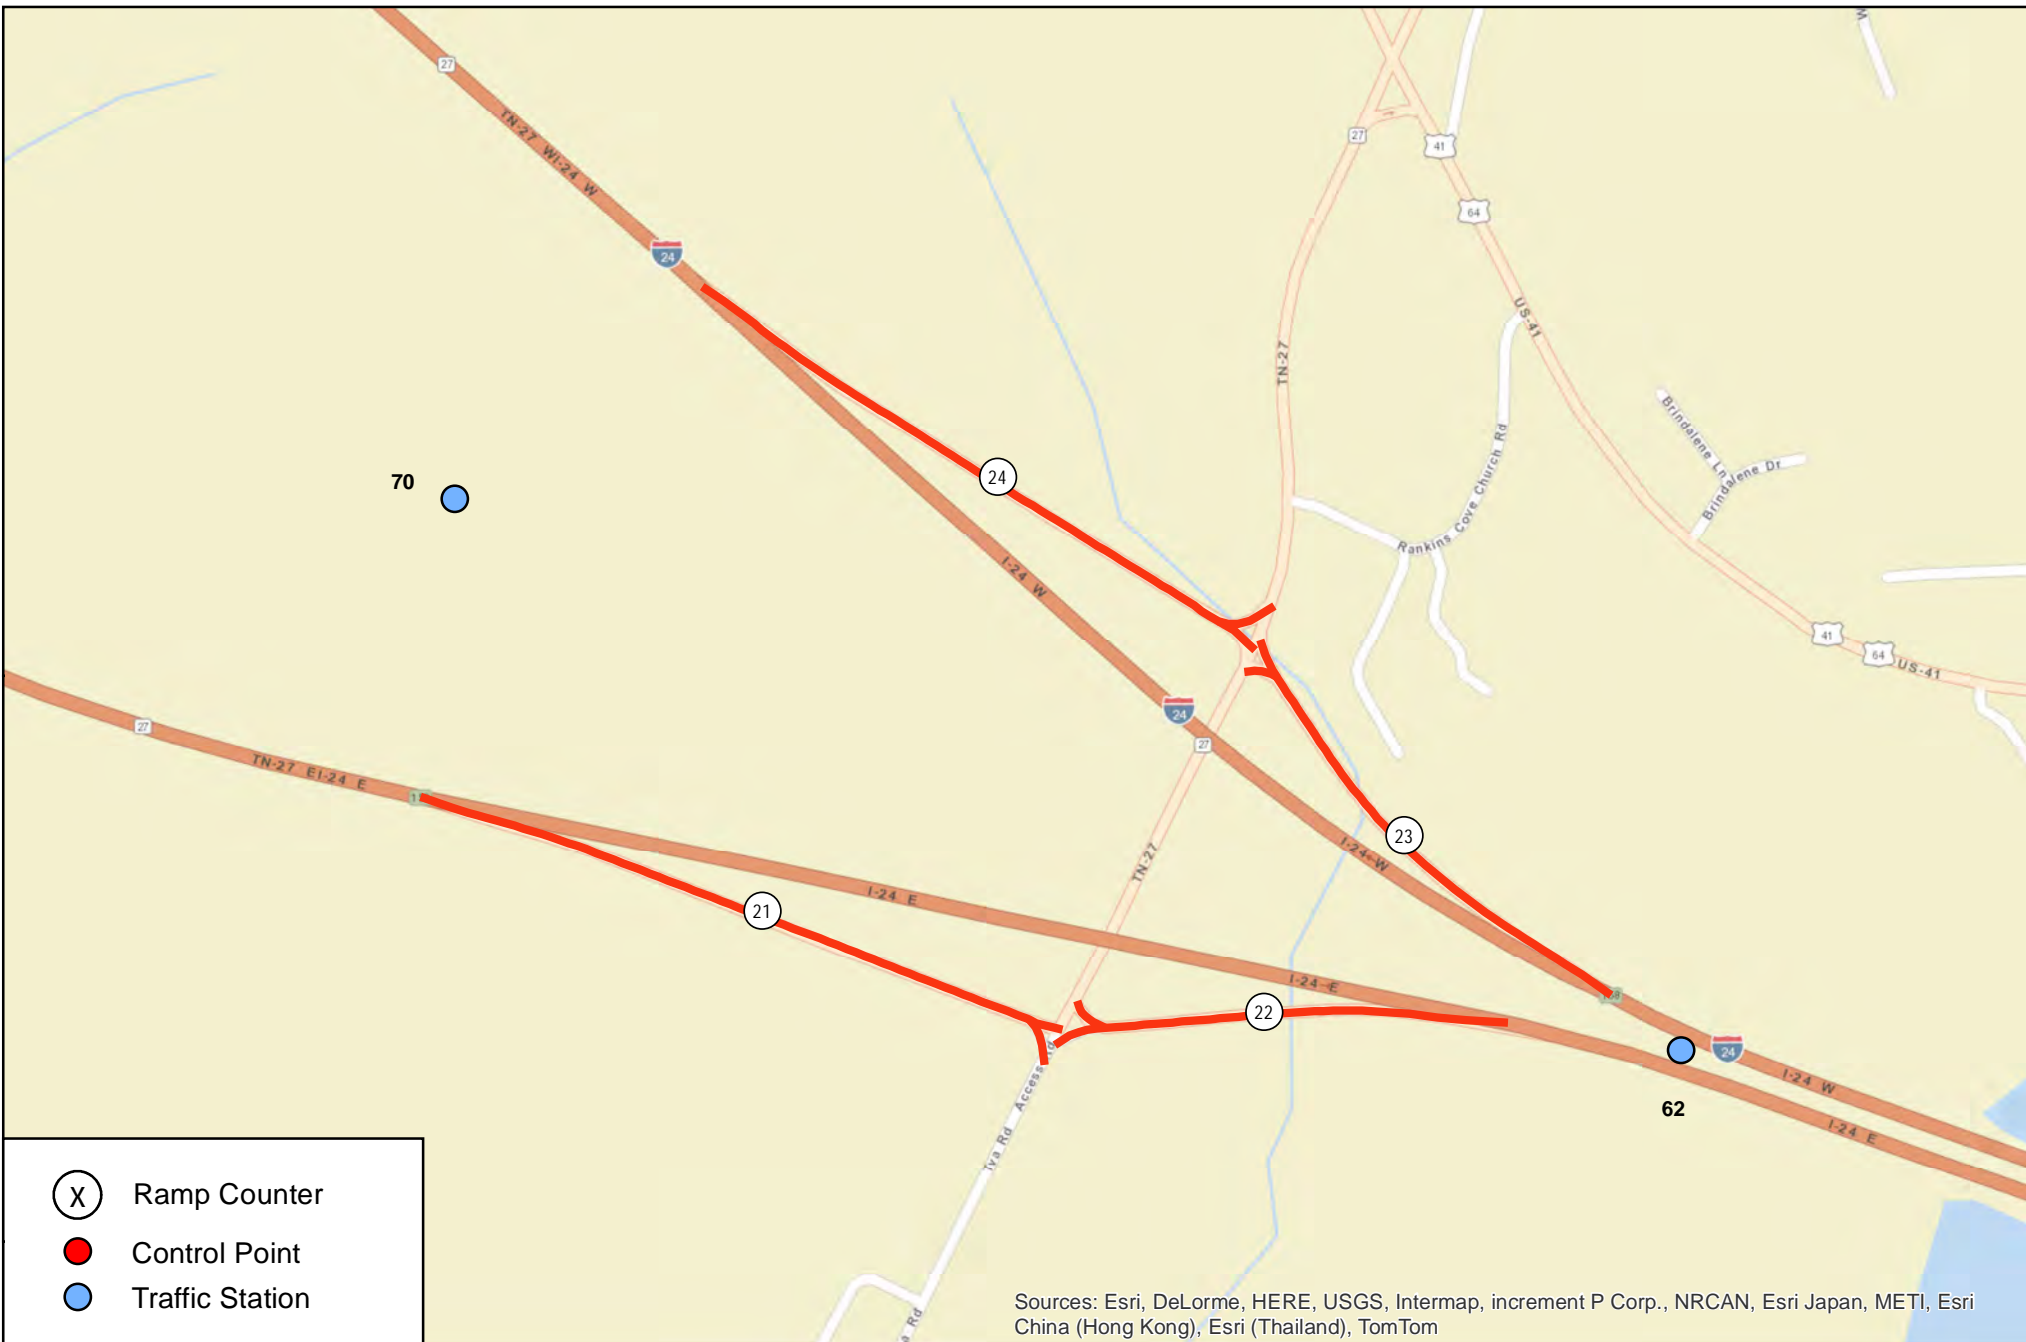 27
TN-27 W I-24 W
24
27
41
64
US-41
TN-27
Brindalene Ln
Brindalene Dr
Rankins Cove Church Rd
70
24
I-24 W
41
64
US-41
24
27
27
TN-27 E I-24 E
I-24 W
23
TN-27
I-24 E
21
I-24 E
22
24
62
I-24 W
I-24 E
Access Rd
Iva Rd
X Ramp Counter
Control Point
Traffic Station
Sources: Esri, DeLorme, HERE, USGS, Intermap, increment P Corp., NRCAN, Esri Japan, METI, Esri
China (Hong Kong), Esri (Thailand), TomTom